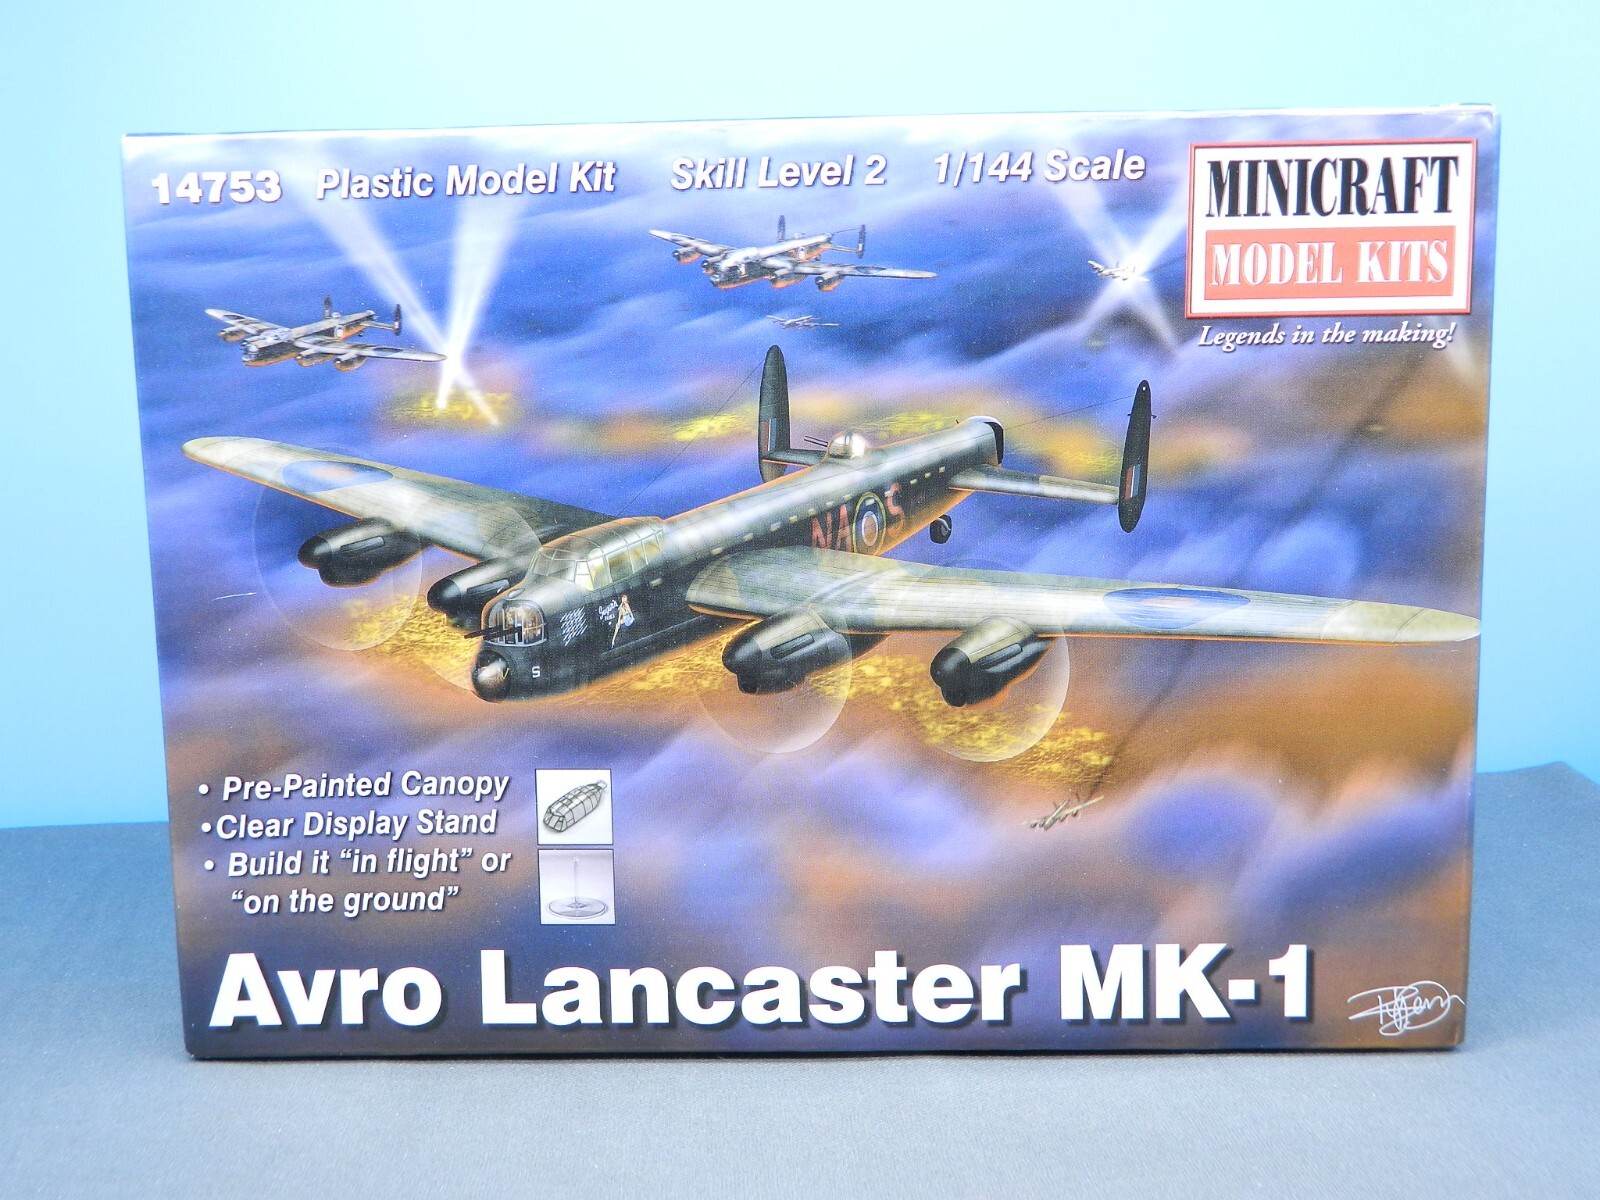 14753 Plastic Model Kit Skill Level 2 1/144 Scale
MINICRAFT
MODEL KITS
Legends in the making!
NA S
S
• Pre-Painted Canopy
• Clear Display Stand
• Build it “in flight” or
“on the ground”
Avro Lancaster MK-1